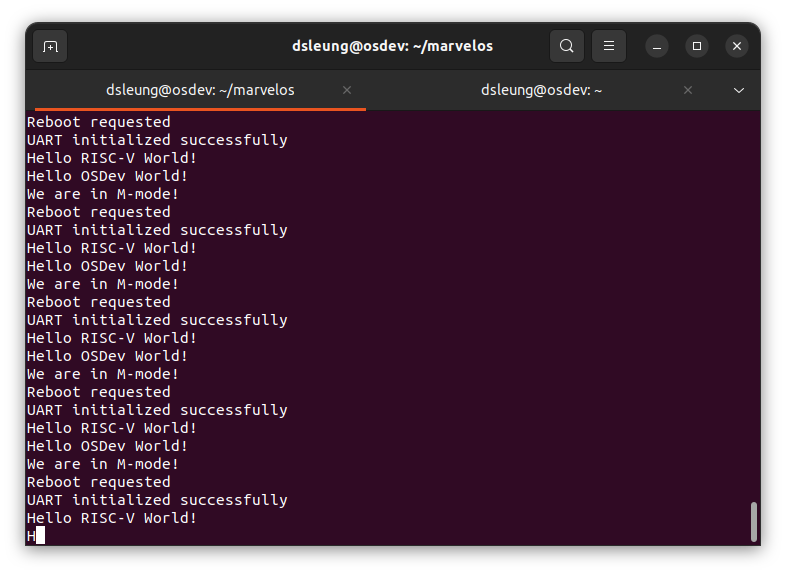 dsleung@osdev: ~/marvelos
dsleung@osdev: ~/marvelos
dsleung@osdev: ~
Reboot requested
UART initialized successfully
Hello RISC-V World!
Hello OSDev World!
We are in M-mode!
Reboot requested
UART initialized successfully
Hello RISC-V World!
Hello OSDev World!
We are in M-mode!
Reboot requested
UART initialized successfully
Hello RISC-V World!
Hello OSDev World!
We are in M-mode!
Reboot requested
UART initialized successfully
Hello RISC-V World!
Hello OSDev World!
We are in M-mode!
Reboot requested
UART initialized successfully
Hello RISC-V World!
H